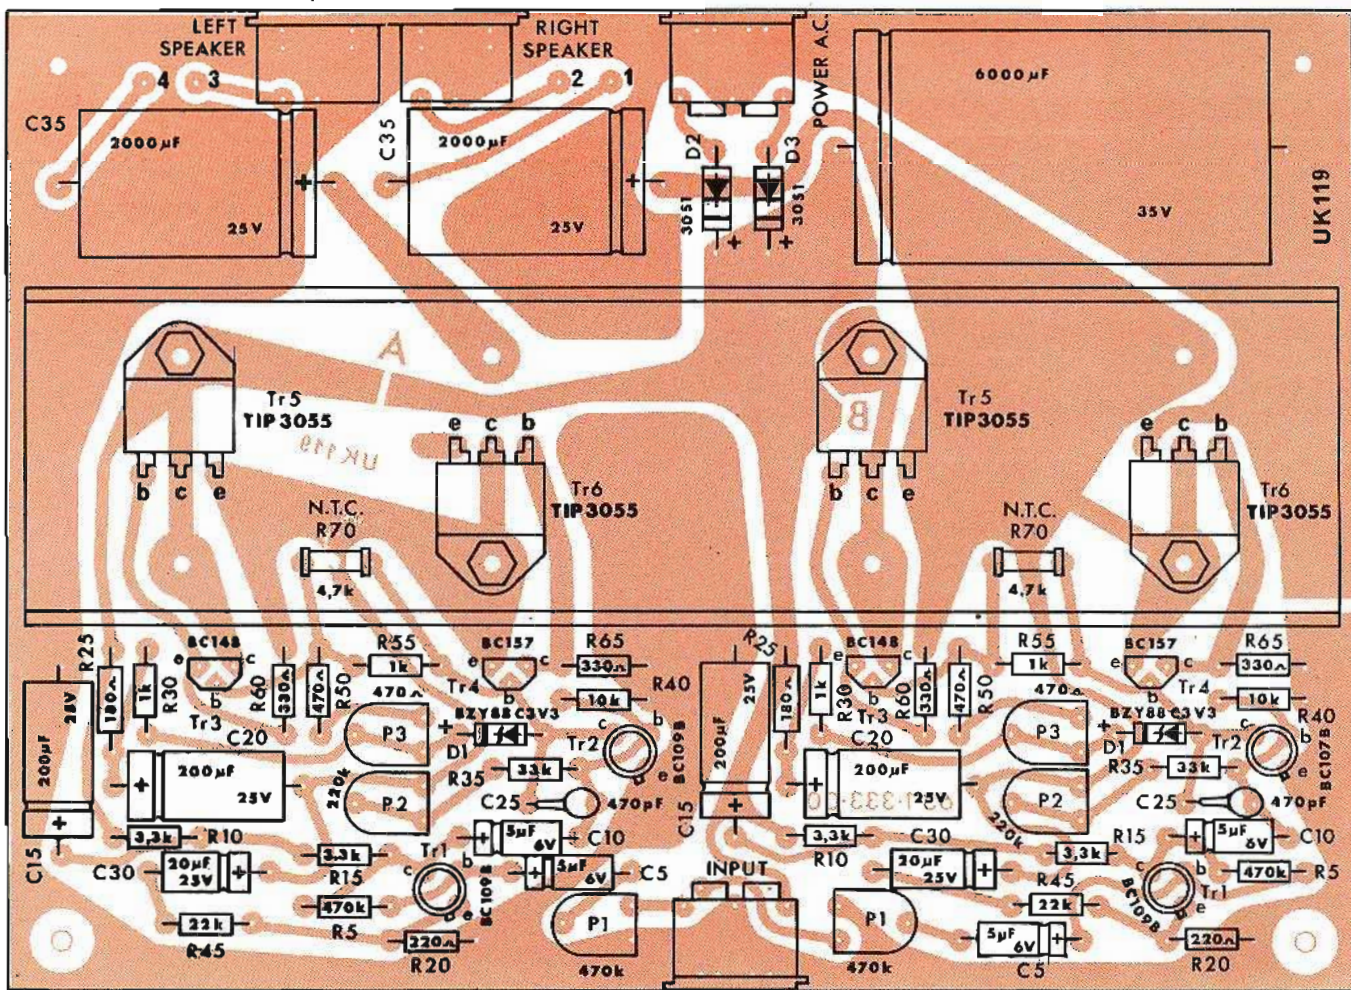 LEFT
SPEAKER
RIGHT
SPEAKER
POWER A.C.
4
3
2
1
C35
2000µF
25V
+
C35
2000µF
25V
+
D2
D3
30S1
30S1
+
+
6000µF
35V
UK119
A
B
UK119
Tr5
TIP3055
b c e
e c b
Tr6
TIP3055
N.T.C.
R70
4,7k
Tr5
TIP3055
b c e
e c b
Tr6
TIP3055
N.T.C.
R70
4,7k
R25
180Ω
1k
R30
BC148
e
c
b
Tr3
R60
330Ω
470Ω
R50
R55
1k
470Ω
BC157
e
c
b
Tr4
R65
330Ω
10k
R40
25V
200µF
+
C15
C20
+
200µF
25V
P3
P2
220k
+
BZY88 C3V3
D1
Tr2
c
b
e
BC109B
R35
33k
C25
470pF
3,3k
R10
C30
20µF
25V
+
3,3k
R15
470k
R5
22k
R45
Tr1
c
b
e
BC109B
220Ω
R20
+
5µF
6V
C10
+
5µF
6V
C5
P1
470k
INPUT
R25
25V
200µF
+
C15
180Ω
1k
R30
BC148
e
c
b
Tr3
R60
330Ω
470Ω
R50
R55
1k
470Ω
BC157
e
c
b
Tr4
R65
330Ω
10k
R40
C20
+
200µF
25V
P3
P2
220k
+
BZY88 C3V3
D1
Tr2
c
b
e
BC107B
R35
33k
C25
470pF
3,3k
R10
C30
20µF
25V
+
R15
3,3k
R45
22k
+
5µF
6V
C10
470k
R5
c
b
Tr1
e
BC109B
5µF
6V
+
C5
220Ω
R20
P1
470k